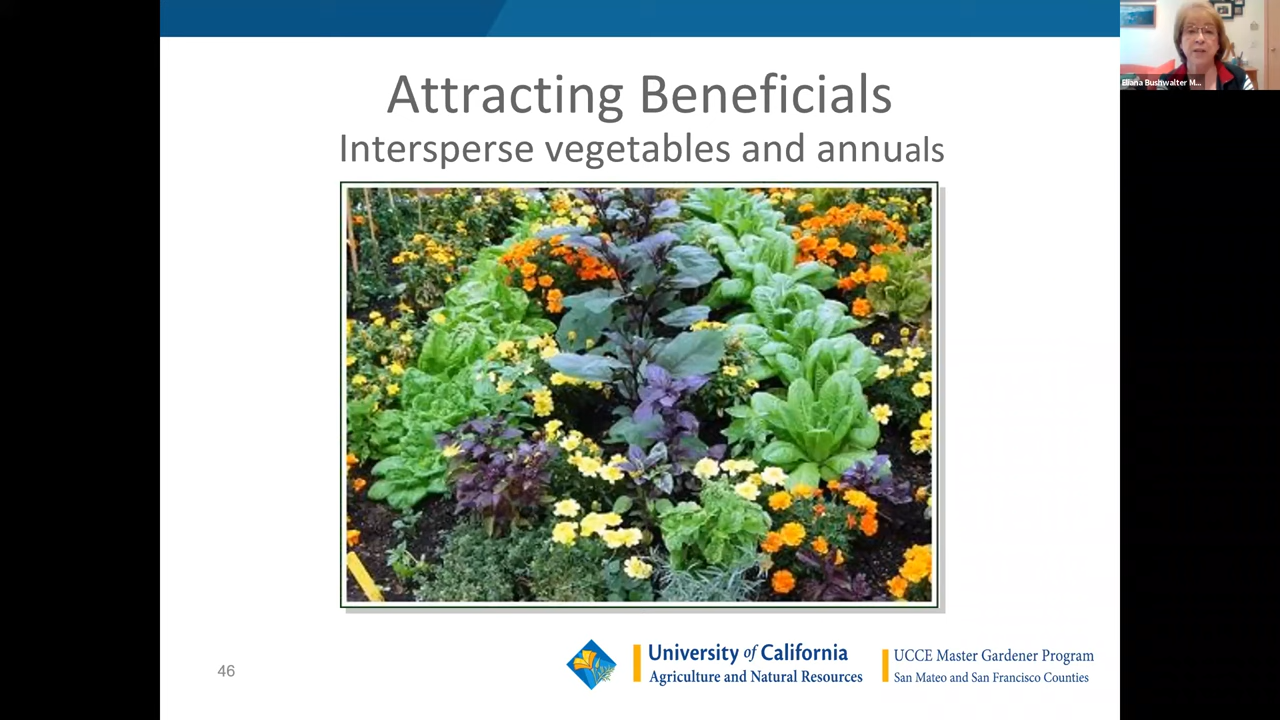 Attracting Beneficials
Intersperse vegetables and annuals
Eliana Bushwalter M...
46
University of California
Agriculture and Natural Resources
UCCE Master Gardener Program
San Mateo and San Francisco Counties